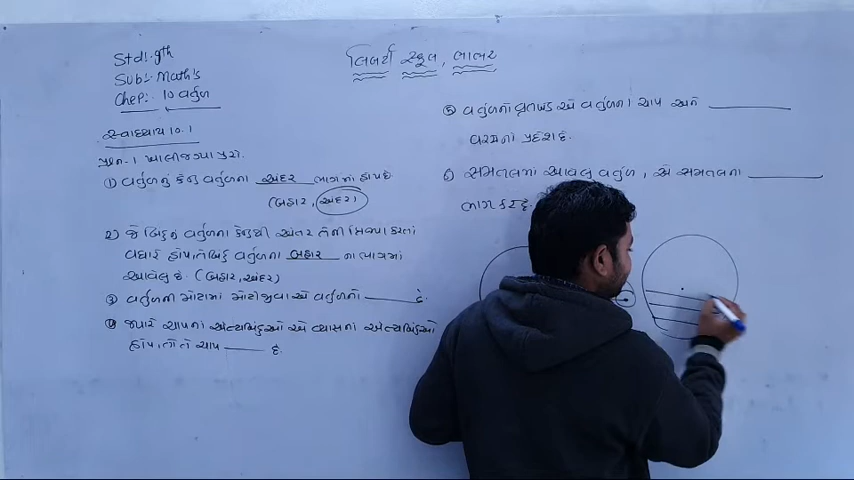 Std:- 9th
Sub:- Math's
Chep:- 10 વર્તુળ
લિબર્ટી સ્કૂલ, લાલર
સ્વાધ્યાય 10.1
પ્રશ્ન-1 ખાલી જગ્યા પૂરો.
① વર્તુળનું કેન્દ્ર વર્તુળના અંદર ભાગમાં હોય છે
(બહાર, અંદર)
2) જે બિંદુનું વર્તુળના કેન્દ્રથી અંતર તેની ત્રિજ્યા કરતાં
વધારે હોય તે બિંદુ વર્તુળના બહાર ના ભાગમાં
આવેલું છે. (બહાર, અંદર)
③ વર્તુળની મોટામાં મોટી જીવા એ વર્તુળનો ______ છે.
④ જ્યારે ચાપનાં અંત્યબિંદુઓ એ વ્યાસનાં અંત્યબિંદુઓ
હોય, તો તે ચાપ ______ છે.
⑤ વર્તુળનો વૃતખંડ એ વર્તુળના ચાપ અને ______
વચ્ચેનો પ્રદેશ છે.
⑥ સમતલમાં આવેલું વર્તુળ, એ સમતલના ______
ભાગ કરે છે.